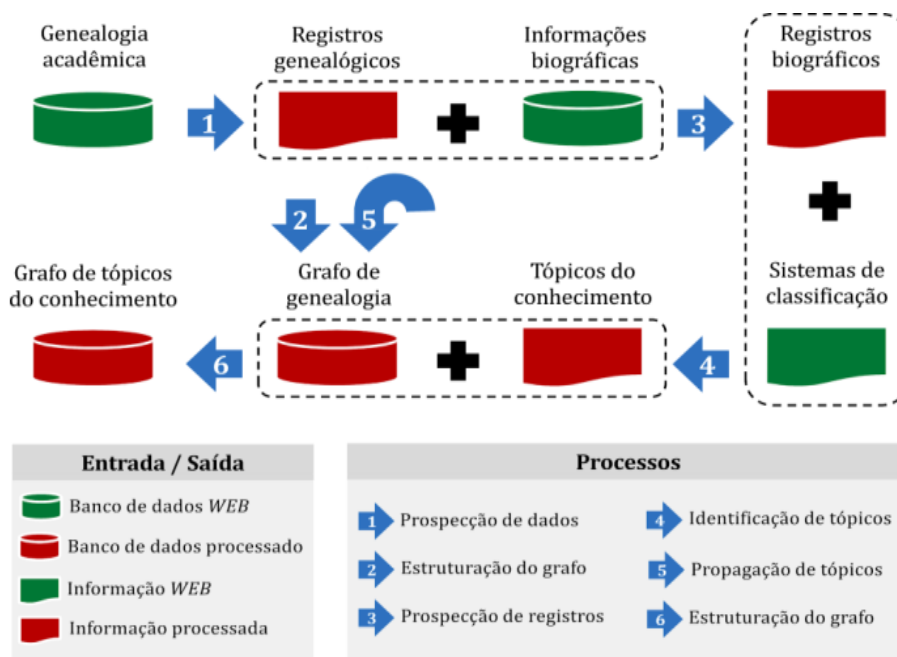 Genealogia
acadêmica
Registros
genealógicos
Informações
biográficas
Registros
biográficos
1
3
2
5
Grafo de tópicos
do conhecimento
Grafo de
genealogia
Tópicos do
conhecimento
Sistemas de
classificação
6
4
Entrada / Saída
Banco de dados WEB
Banco de dados processado
Informação WEB
Informação processada
Processos
1 Prospecção de dados
2 Estruturação do grafo
3 Prospecção de registros
4 Identificação de tópicos
5 Propagação de tópicos
6 Estruturação do grafo